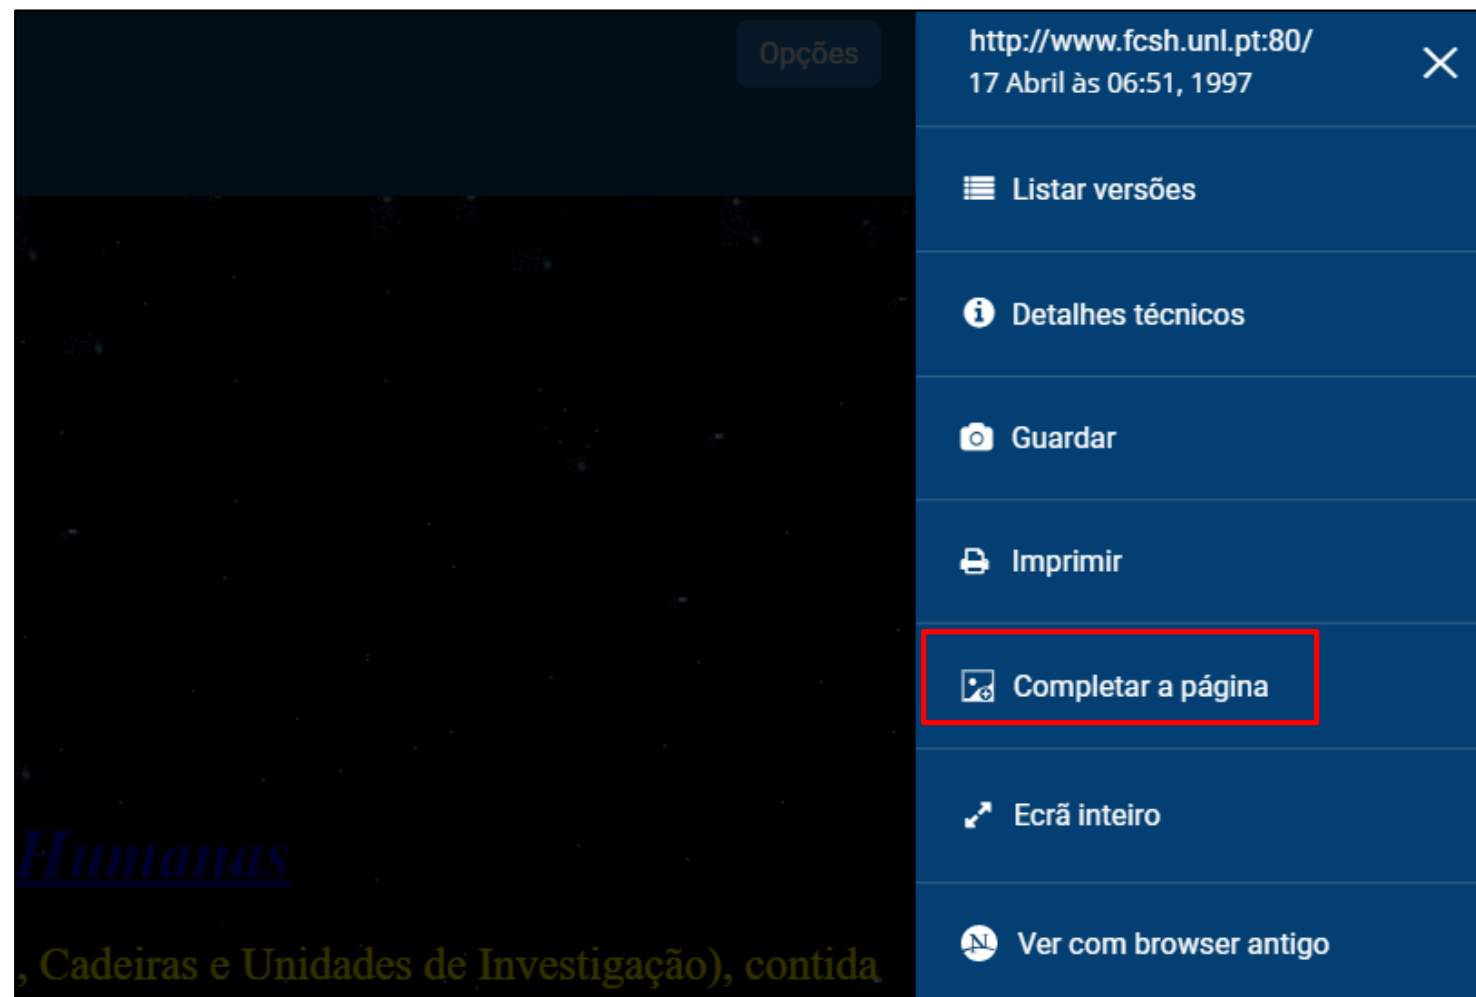 Opções
http://www.fcsh.unl.pt:80/
17 Abril às 06:51, 1997
Listar versões
Detalhes técnicos
Guardar
Imprimir
Completar a página
Ecrã inteiro
Ver com browser antigo
Humanas
, Cadeiras e Unidades de Investigação), contida